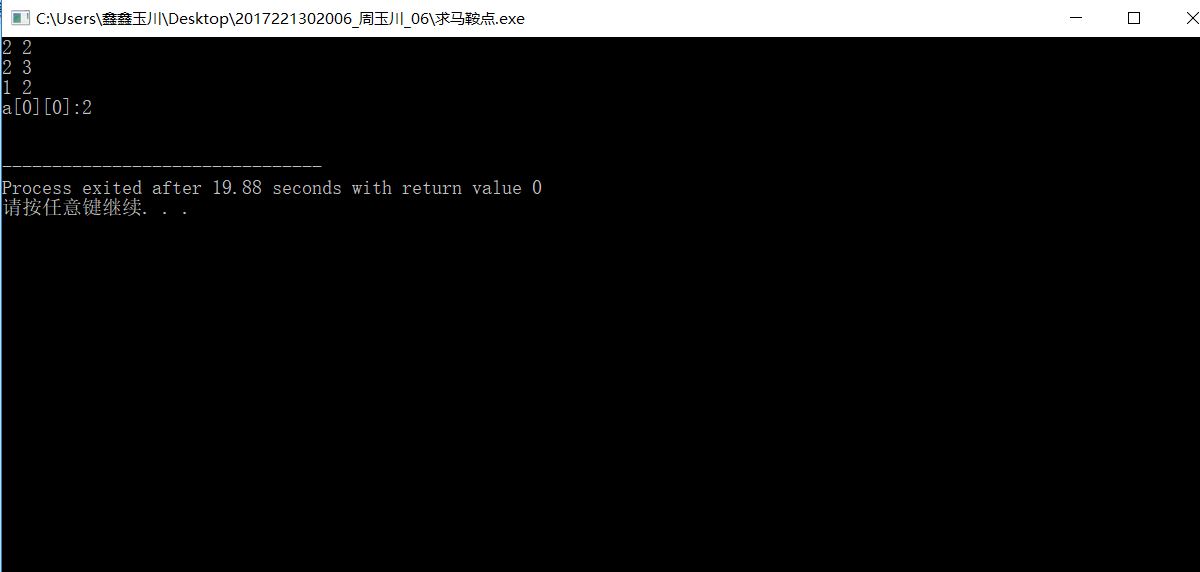 C:\Users\鑫鑫玉川\Desktop\2017221302006_周玉川_06\求马鞍点.exe
2 2
2 3
1 2
a[0][0]:2
--------------------------------
Process exited after 19.88 seconds with return value 0
请按任意键继续. . .